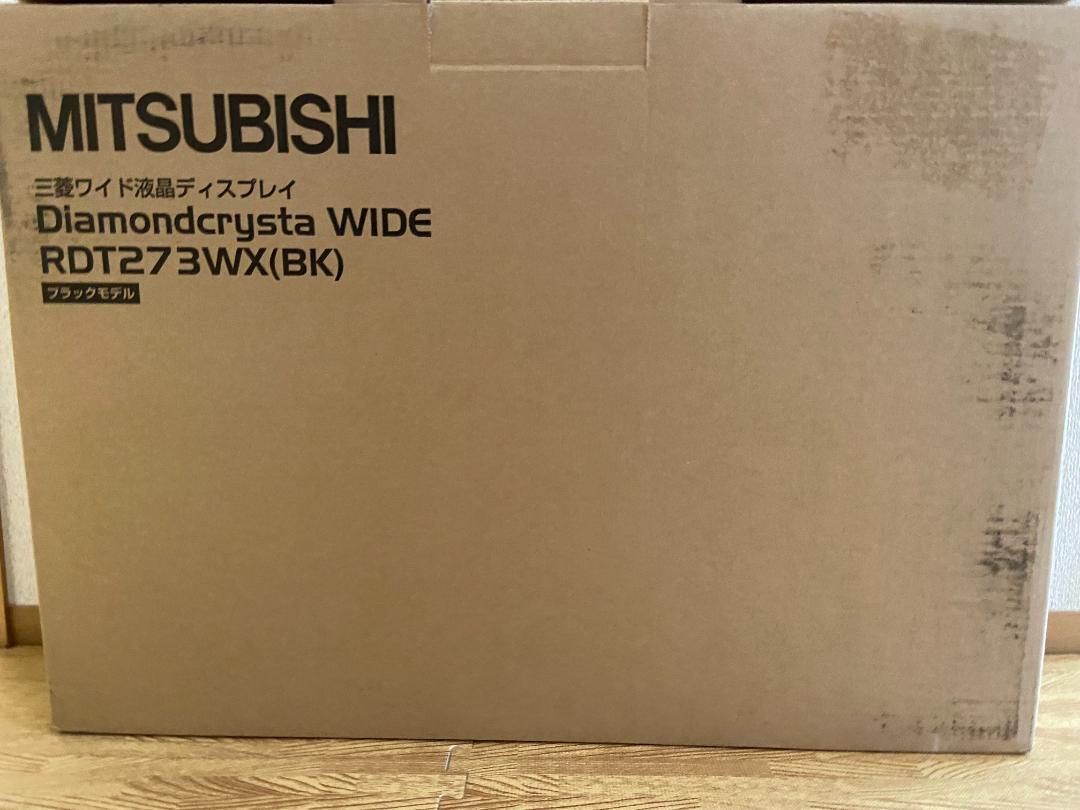 MITSUBISHI
三菱ワイド液晶ディスプレイ
Diamondcrysta WIDE
RDT273WX(BK)
ブラックモデル